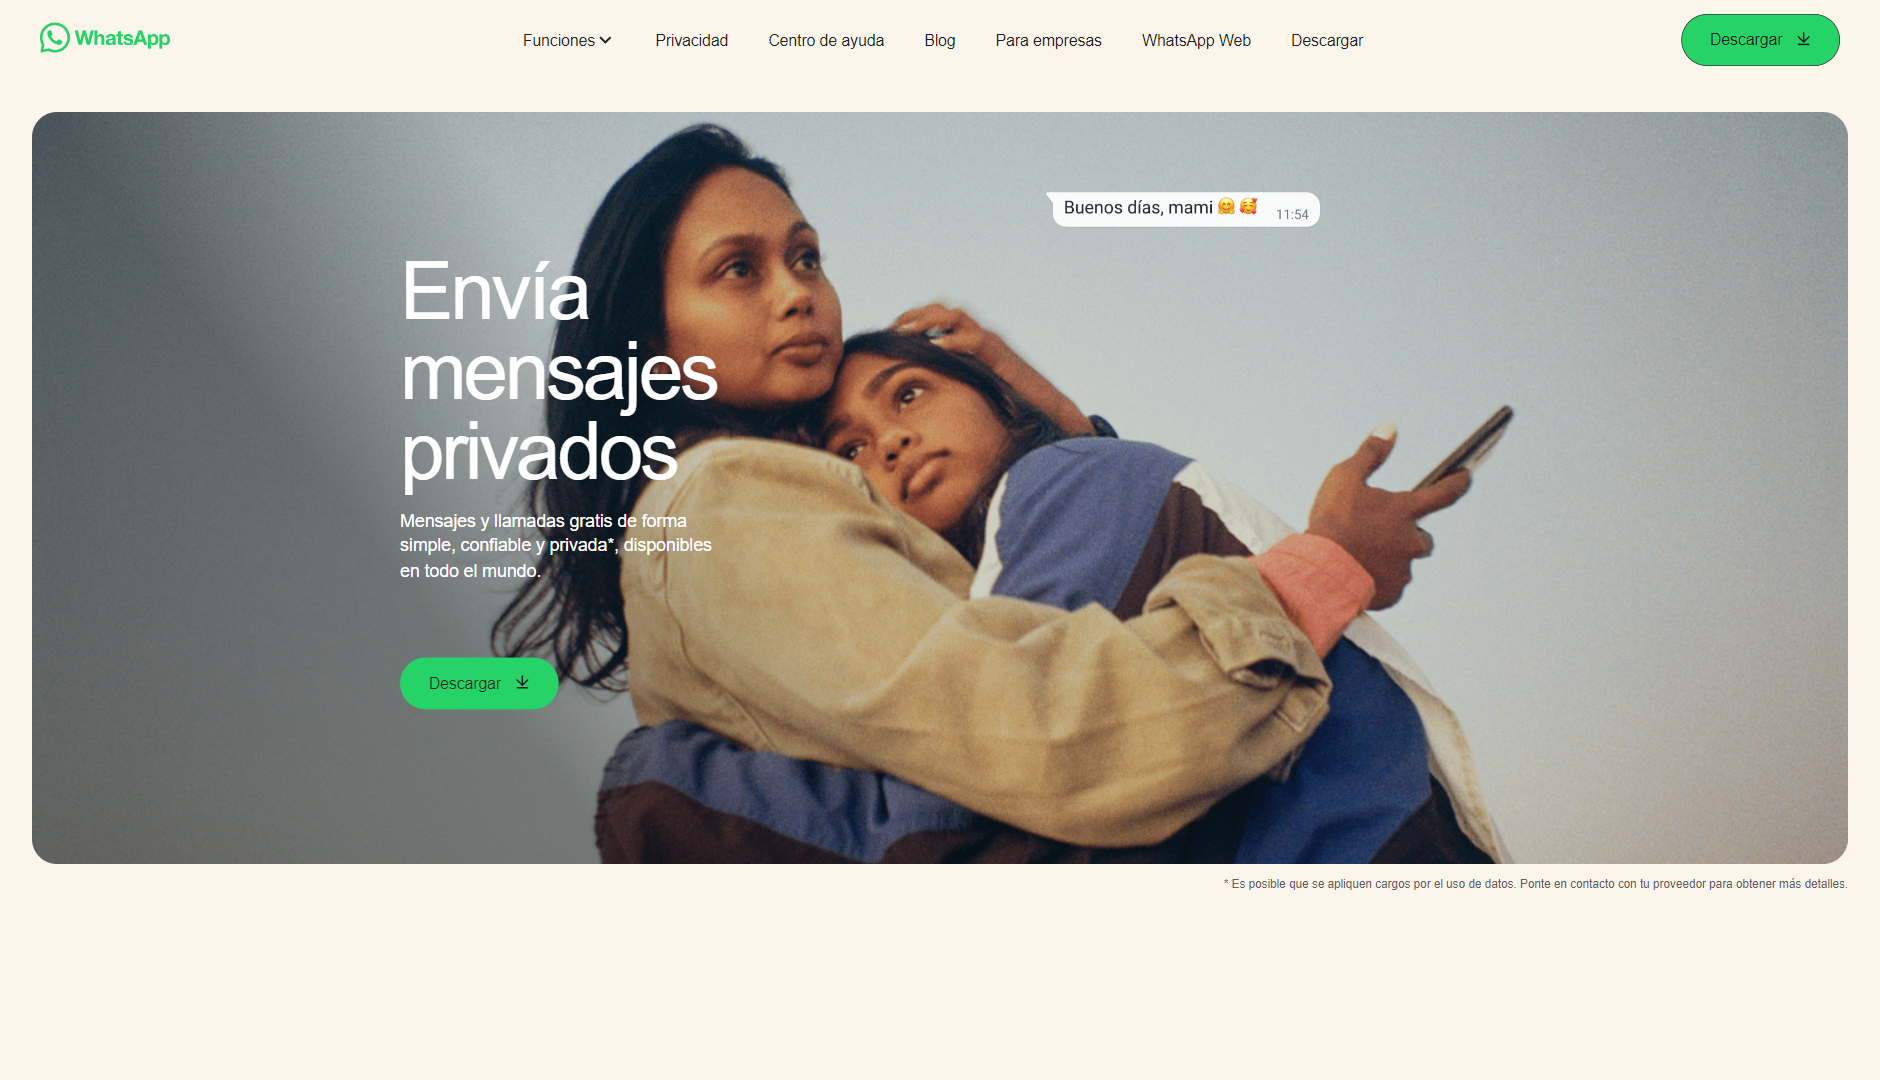 WhatsApp
Funciones
Privacidad
Centro de ayuda
Blog
Para empresas
WhatsApp Web
Descargar
Descargar
Buenos días, mami 🤗 🥰 11:54
Envía
mensajes
privados
Mensajes y llamadas gratis de forma
simple, confiable y privada*, disponibles
en todo el mundo.
Descargar
* Es posible que se apliquen cargos por el uso de datos. Ponte en contacto con tu proveedor para obtener más detalles.